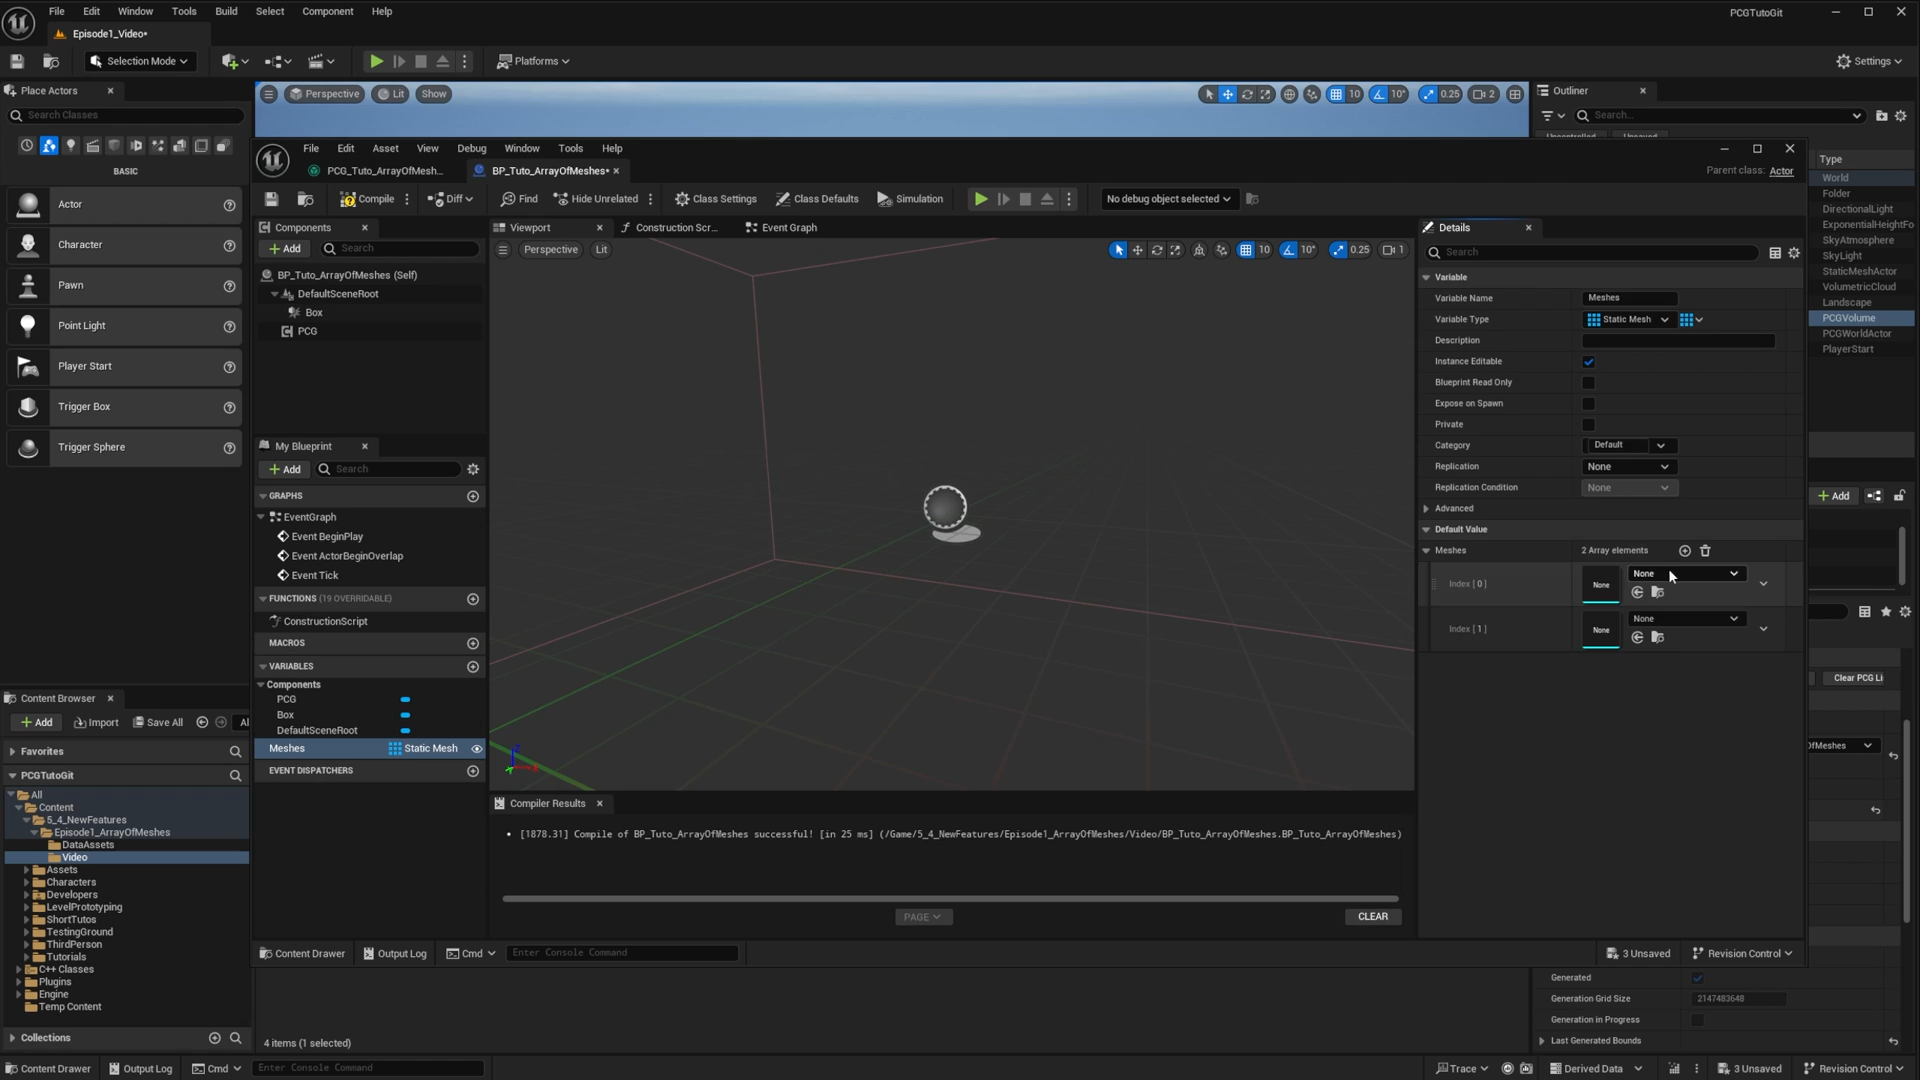 File Edit Window Tools Build Select Component Help
PCGTutoGit
Episode1_Video*
Selection Mode
Platforms
Settings
Place Actors
Search Classes
BASIC
Actor
Character
Pawn
Point Light
Player Start
Trigger Box
Trigger Sphere
Perspective Lit Show
10 10° 0.25 2
Outliner
Search...
Type
World
Folder
DirectionalLight
ExponentialHeightFo
SkyAtmosphere
SkyLight
StaticMeshActor
VolumetricCloud
Landscape
PCGVolume
PCGWorldActor
PlayerStart
Add
Clear PCG Li
OfMeshes
File Edit Asset View Debug Window Tools Help
PCG_Tuto_ArrayOfMesh...
BP_Tuto_ArrayOfMeshes*
Parent class: Actor
Compile Diff Find Hide Unrelated Class Settings Class Defaults Simulation
No debug object selected
Components
Add
Search
BP_Tuto_ArrayOfMeshes (Self)
DefaultSceneRoot
Box
PCG
My Blueprint
Add
Search
GRAPHS
EventGraph
Event BeginPlay
Event ActorBeginOverlap
Event Tick
FUNCTIONS (19 OVERRIDABLE)
ConstructionScript
MACROS
VARIABLES
Components
PCG
Box
DefaultSceneRoot
Meshes Static Mesh
EVENT DISPATCHERS
Viewport Construction Scr... Event Graph
Perspective Lit
10 10° 0.25 1
Compiler Results
[1878.31] Compile of BP_Tuto_ArrayOfMeshes successful! [in 25 ms] (/Game/5_4_NewFeatures/Episode1_ArrayOfMeshes/Video/BP_Tuto_ArrayOfMeshes.BP_Tuto_ArrayOfMeshes)
PAGE
CLEAR
Details
Search
Variable
Variable Name Meshes
Variable Type Static Mesh
Description
Instance Editable
Blueprint Read Only
Expose on Spawn
Private
Category Default
Replication None
Replication Condition None
Advanced
Default Value
Meshes 2 Array elements
Index [ 0 ] None None
Index [ 1 ] None None
Content Drawer Output Log Cmd Enter Console Command
3 Unsaved Revision Control
Content Browser
Add Import Save All Al
Favorites
PCGTutoGit
All
Content
5_4_NewFeatures
Episode1_ArrayOfMeshes
DataAssets
Video
Assets
Characters
Developers
LevelPrototyping
ShortTutos
TestingGround
ThirdPerson
Tutorials
C++ Classes
Plugins
Engine
Temp Content
Collections
4 items (1 selected)
Generated
Generation Grid Size 2147483648
Generation in Progress
Last Generated Bounds
Content Drawer Output Log Cmd Enter Console Command
Trace Derived Data 3 Unsaved Revision Control